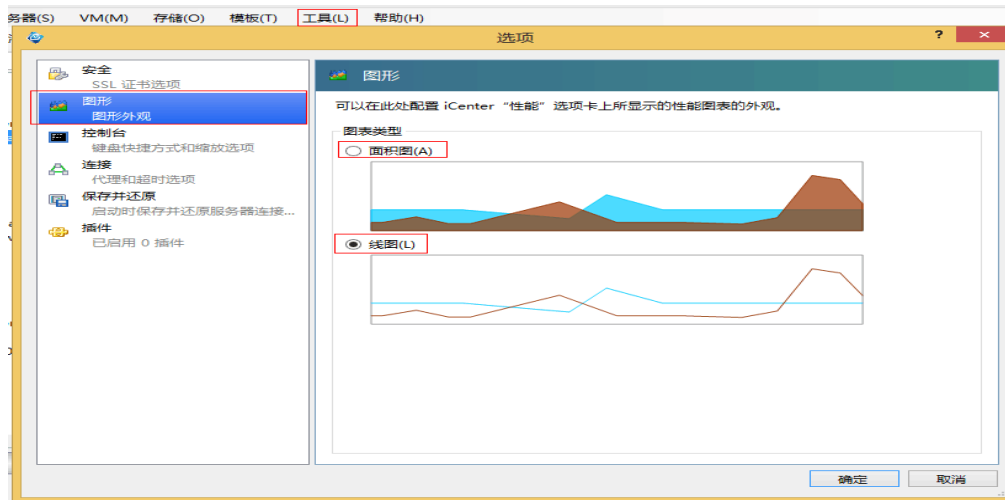 务器(S) VM(M) 存储(O) 模板(T) 工具(L) 帮助(H)
选项
? ×
安全
SSL 证书选项
图形
图形外观
控制台
键盘快捷方式和缩放选项
连接
代理和超时选项
保存并还原
启动时保存并还原服务器连接...
插件
已启用 0 插件
图形
可以在此处配置 iCenter “性能” 选项卡上所显示的性能图表的外观。
图表类型
面积图(A)
线图(L)
确定 取消